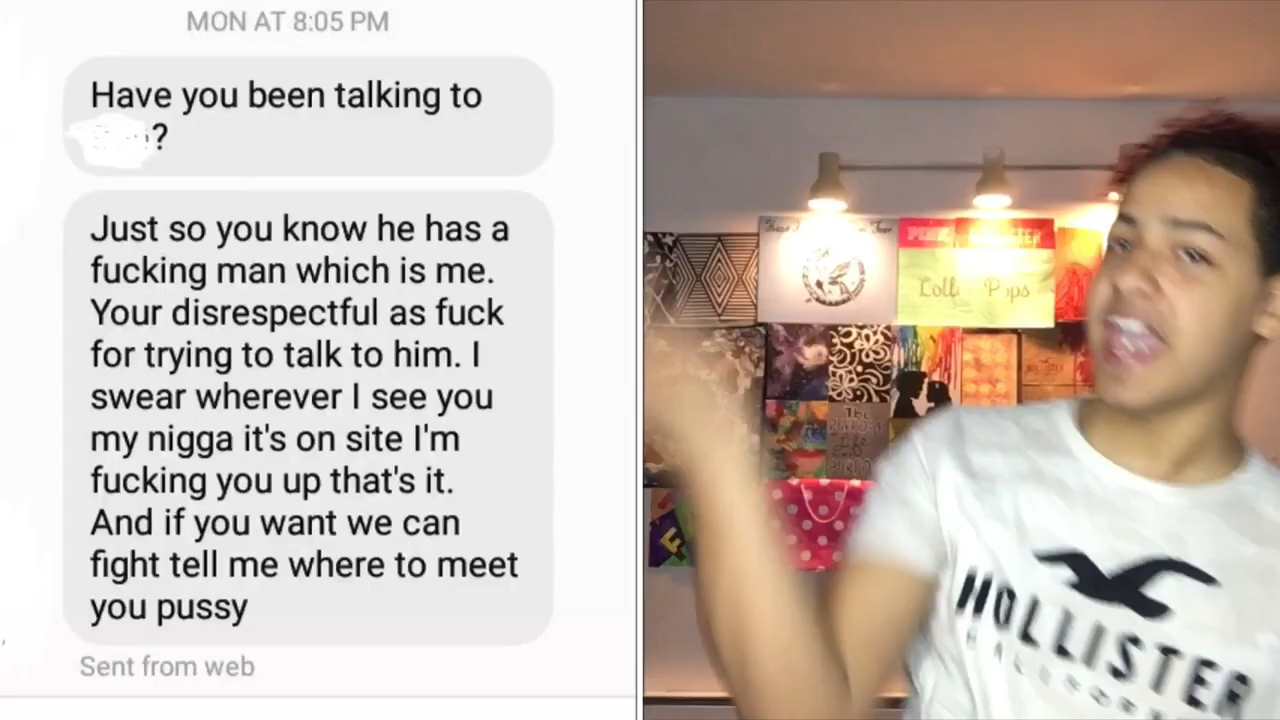 MON AT 8:05 PM
Have you been talking to
?
Just so you know he has a
fucking man which is me.
Your disrespectful as fuck
for trying to talk to him. I
swear wherever I see you
my nigga it's on site I'm
fucking you up that's it.
And if you want we can
fight tell me where to meet
you pussy
Sent from web
PINK
Loll Pops
HOLLISTER